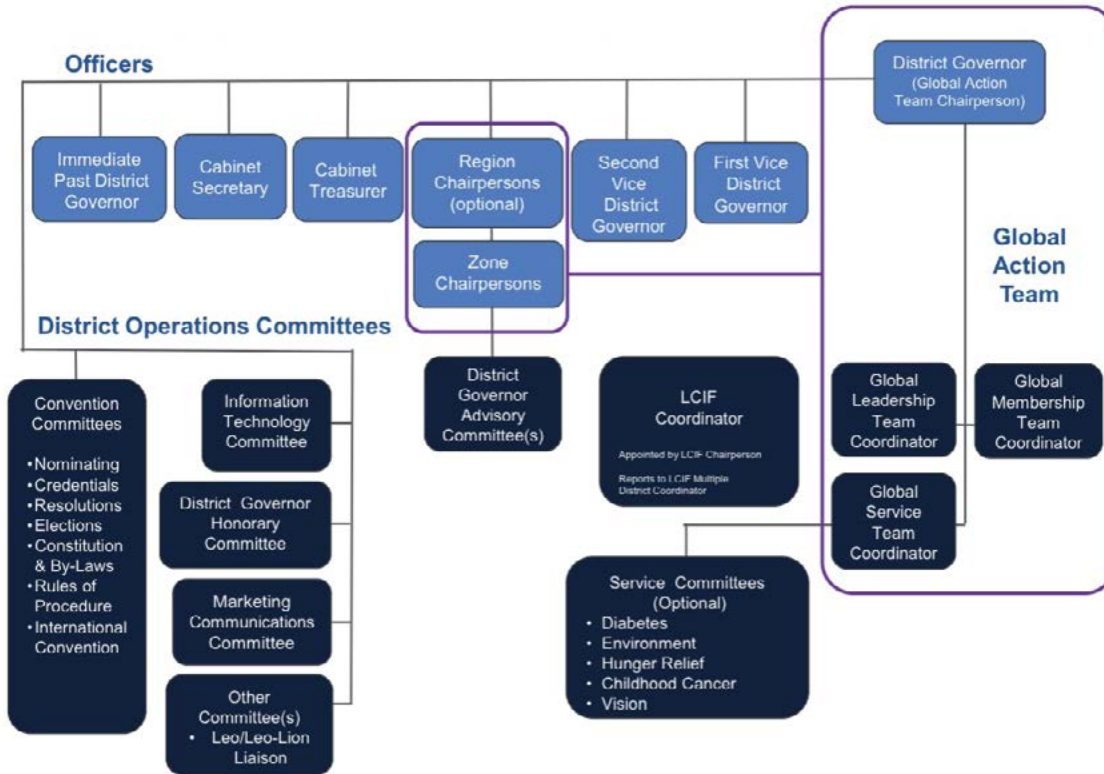 Officers
District Governor
(Global Action
Team Chairperson)
Immediate
Past District
Governor
Cabinet
Secretary
Cabinet
Treasurer
Region
Chairpersons
(optional)
Second
Vice
District
Governor
First Vice
District
Governor
Zone
Chairpersons
Global
Action
Team
District Operations Committees
Convention
Committees
•Nominating
•Credentials
•Resolutions
•Elections
•Constitution
& By-Laws
•Rules of
Procedure
•International
Convention
Information
Technology
Committee
District Governor
Honorary
Committee
Marketing
Communications
Committee
Other
Committee(s)
• Leo/Leo-Lion
Liaison
District
Governor
Advisory
Committee(s)
LCIF
Coordinator
Appointed by LCIF Chairperson
Reports to LCIF Multiple
District Coordinator
Global
Leadership
Team
Coordinator
Global
Membership
Team
Coordinator
Global
Service
Team
Coordinator
Service Committees
(Optional)
• Diabetes
• Environment
• Hunger Relief
• Childhood Cancer
• Vision